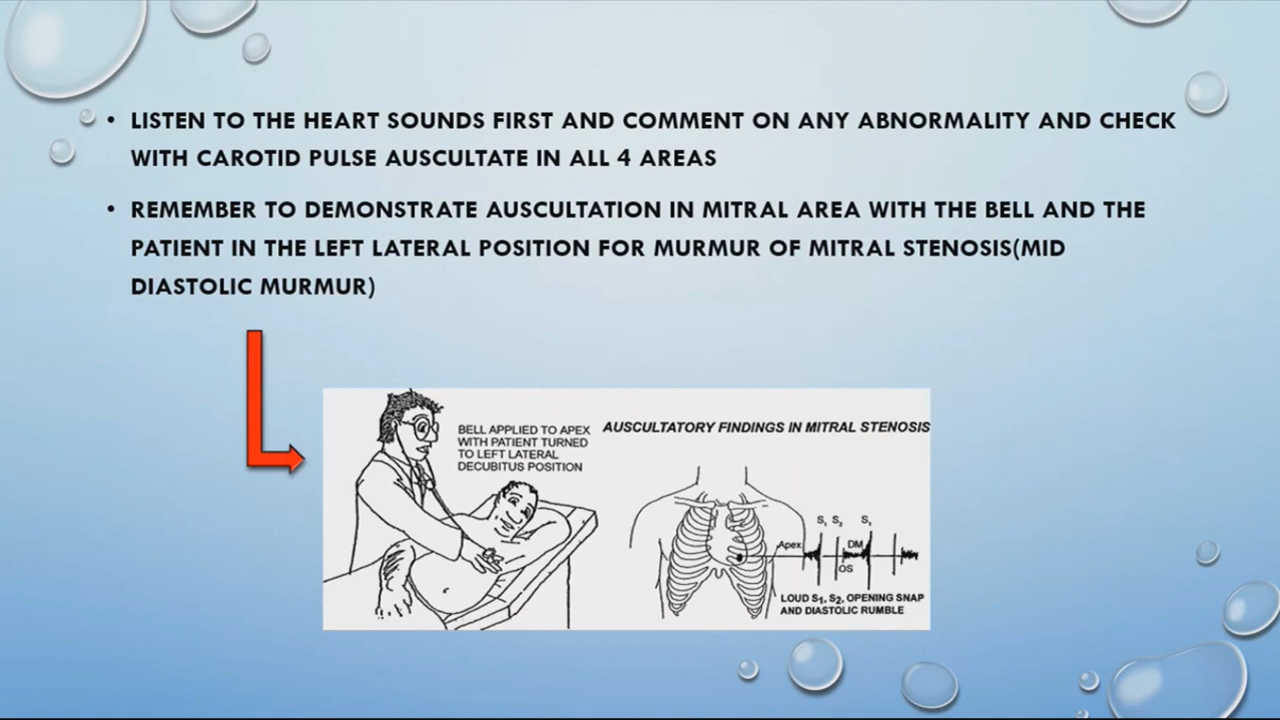 • LISTEN TO THE HEART SOUNDS FIRST AND COMMENT ON ANY ABNORMALITY AND CHECK
WITH CAROTID PULSE AUSCULTATE IN ALL 4 AREAS
• REMEMBER TO DEMONSTRATE AUSCULTATION IN MITRAL AREA WITH THE BELL AND THE
PATIENT IN THE LEFT LATERAL POSITION FOR MURMUR OF MITRAL STENOSIS(MID
DIASTOLIC MURMUR)
BELL APPLIED TO APEX
WITH PATIENT TURNED
TO LEFT LATERAL
DECUBITUS POSITION
AUSCULTATORY FINDINGS IN MITRAL STENOSIS
S₁ S₂ S₁
Apex DM
OS
LOUD S₁, S₂, OPENING SNAP
AND DIASTOLIC RUMBLE